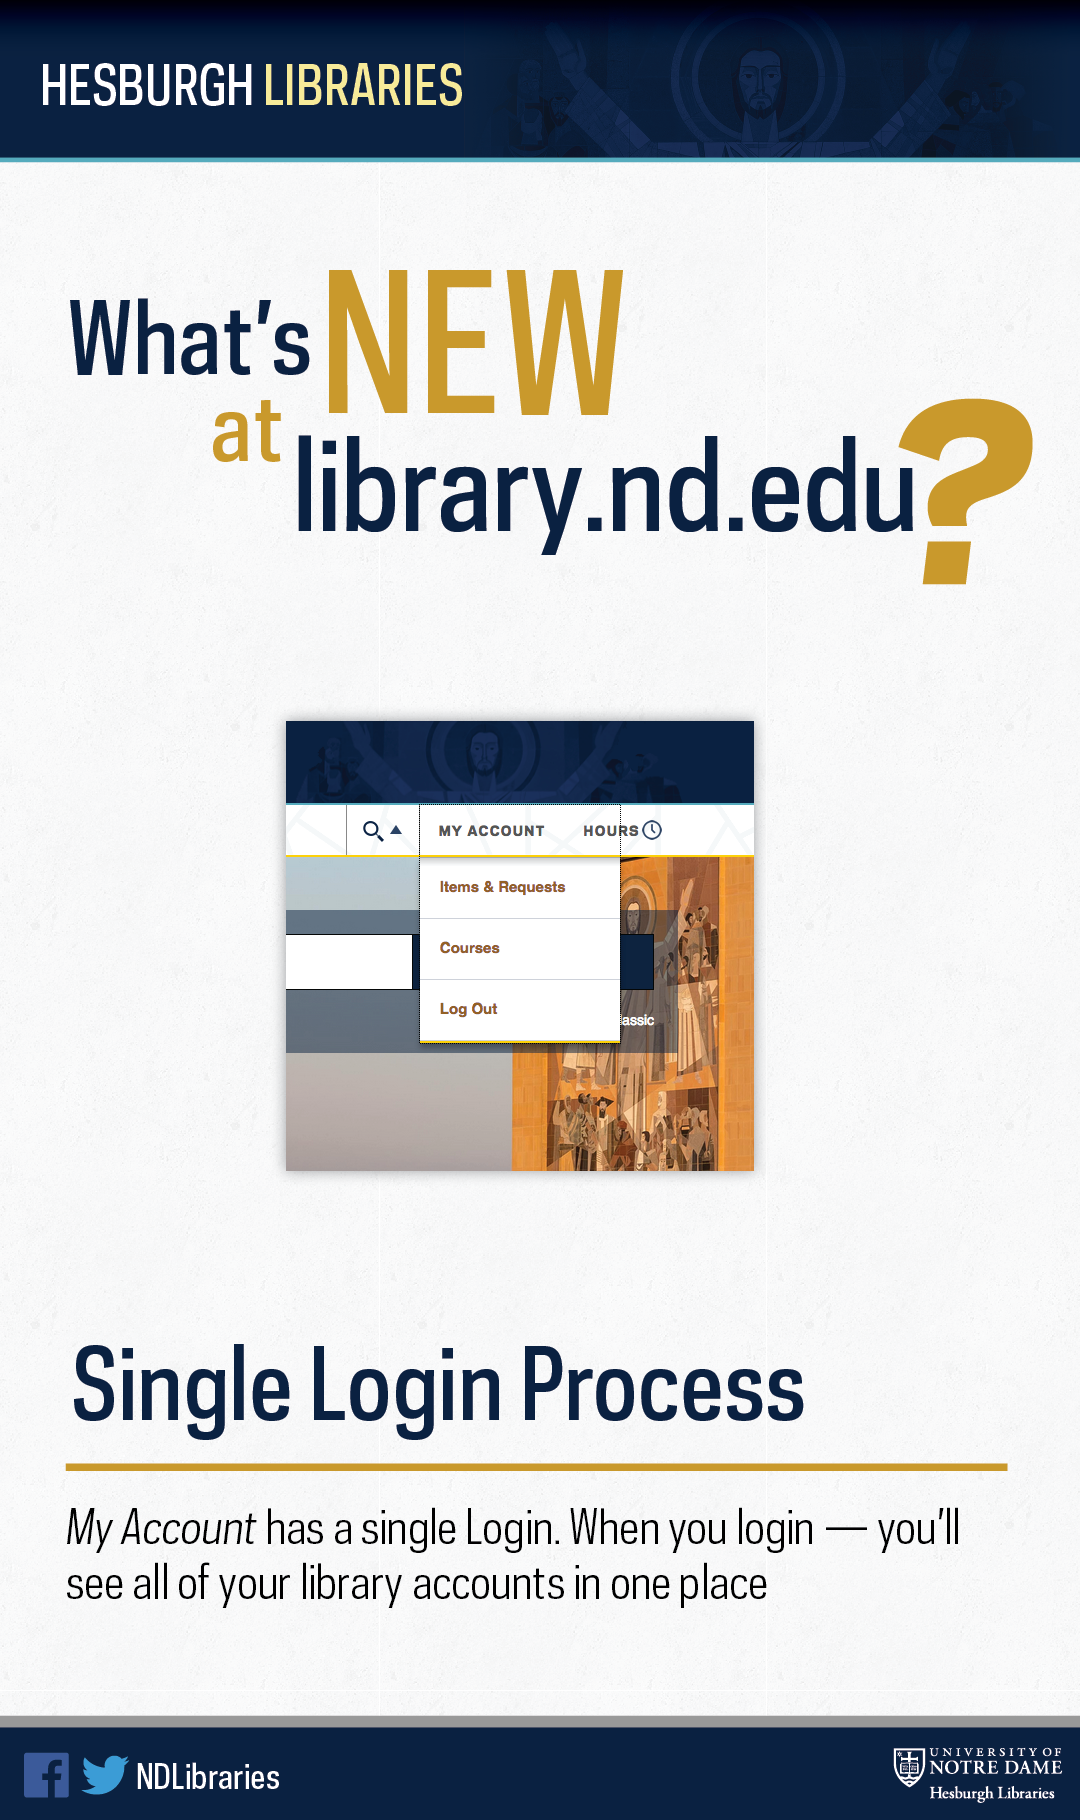 HESBURGH LIBRARIES
What's NEW
at library.nd.edu?
MY ACCOUNT HOURS
Items & Requests
Courses
Log Out
assic
Single Login Process
My Account has a single Login. When you login — you'll
see all of your library accounts in one place
NDLibraries
UNIVERSITY OF
NOTRE DAME
Hesburgh Libraries